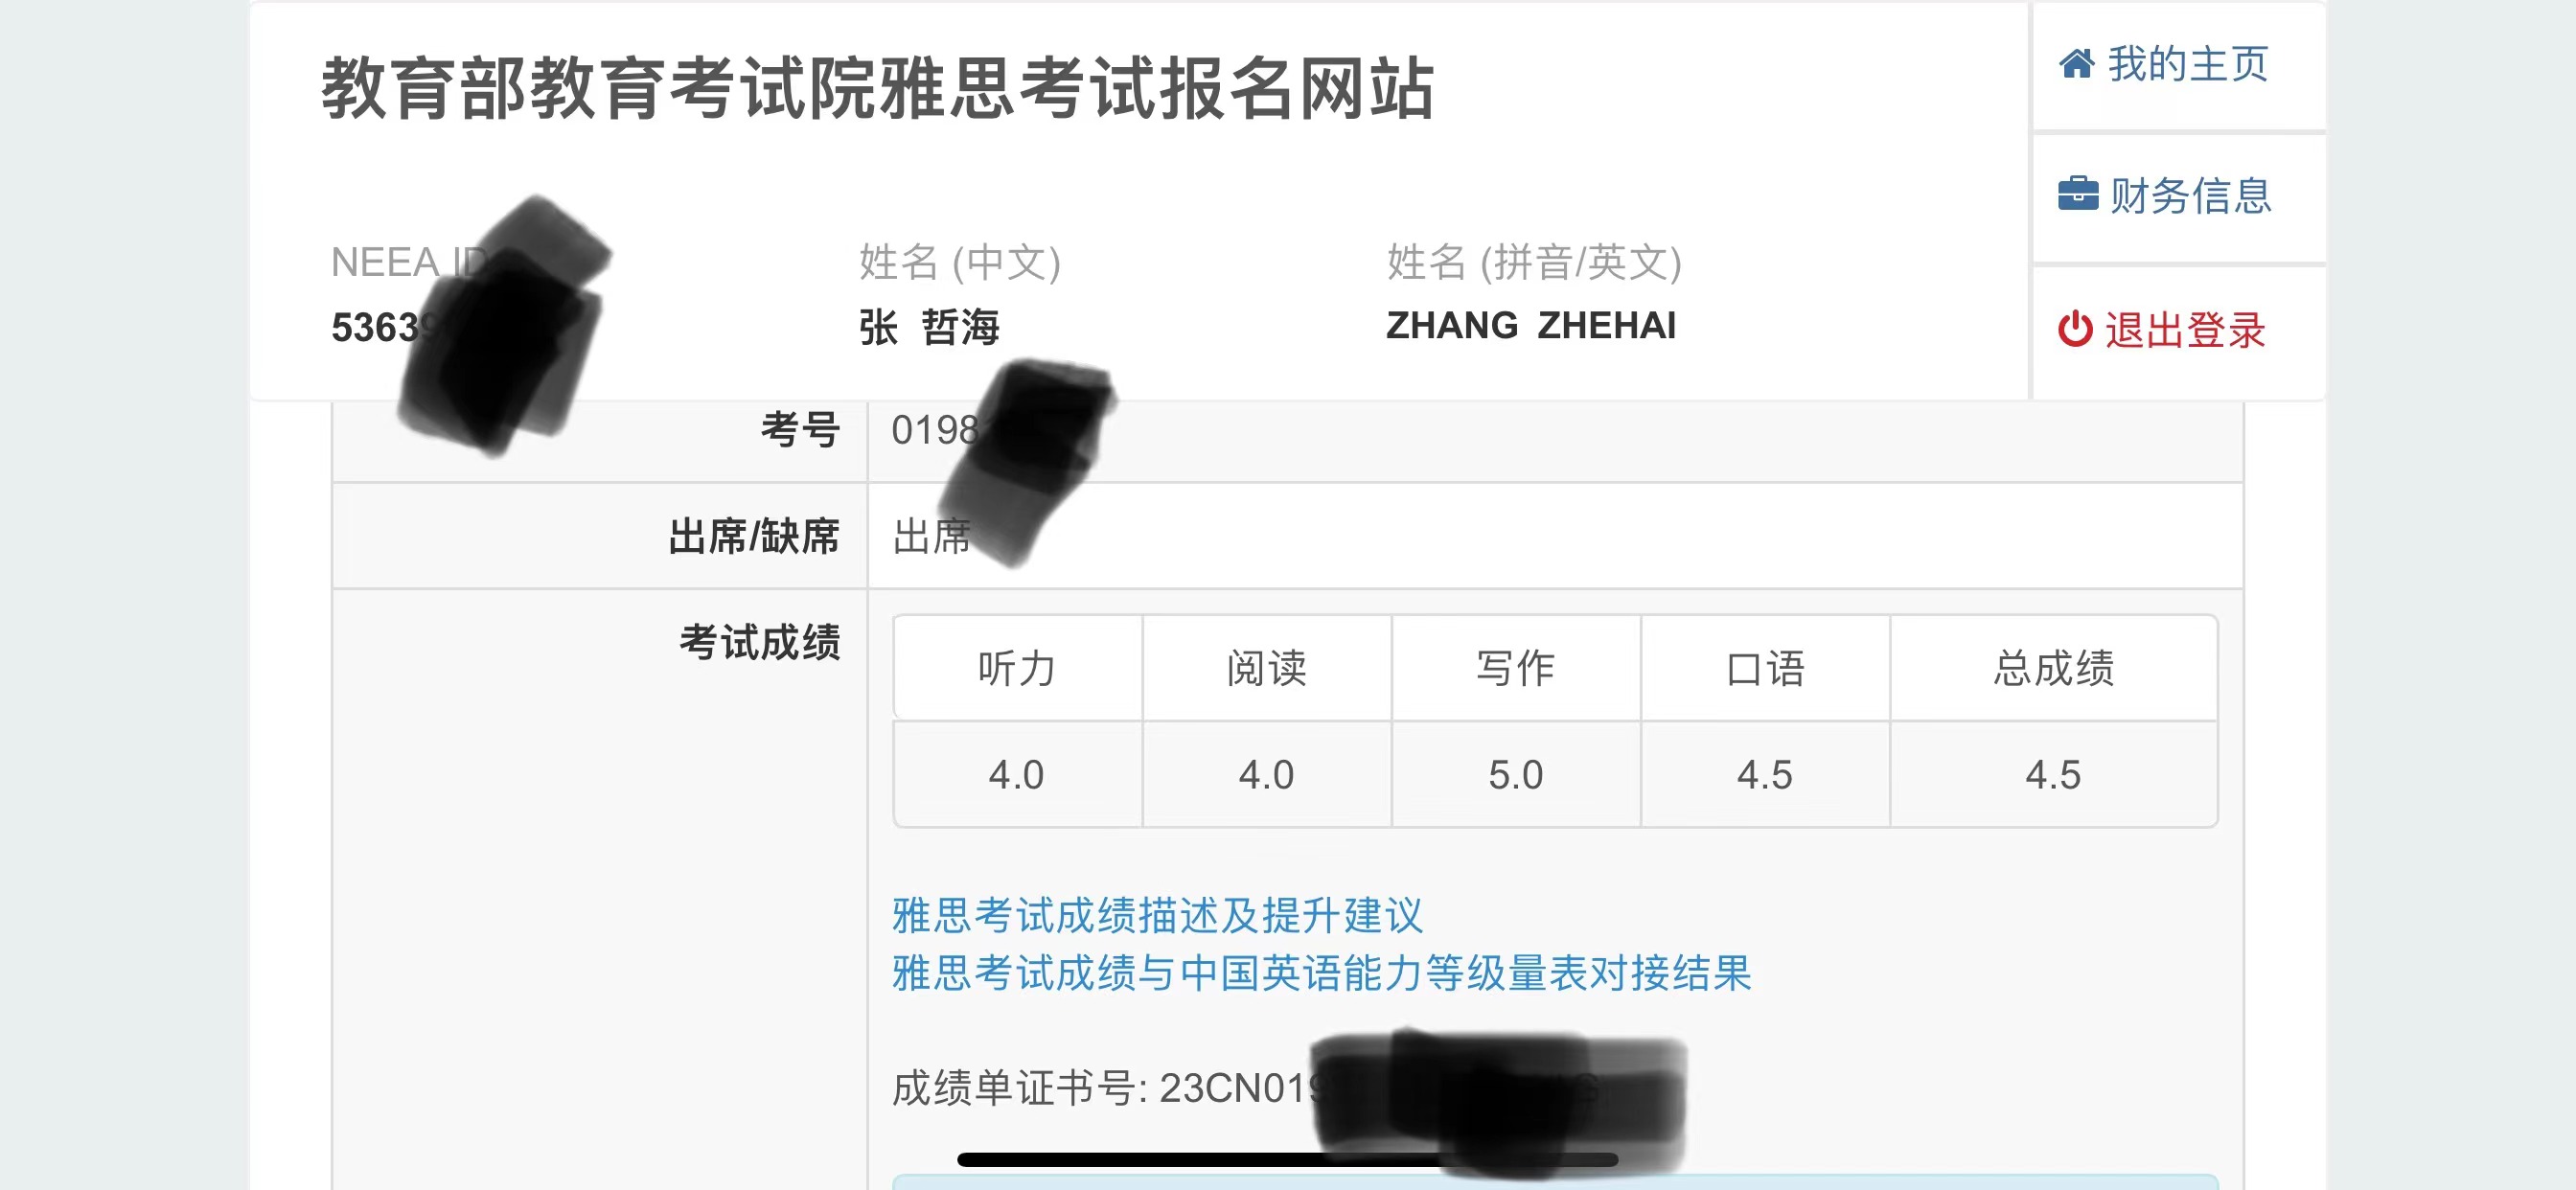 教育部教育考试院雅思考试报名网站
我的主页
财务信息
退出登录
NEEA ID
姓名 (中文)
姓名 (拼音/英文)
5363
张 哲海
ZHANG ZHEHAI
考号
0198
出席/缺席
出席
考试成绩
听力 阅读 写作 口语 总成绩
4.0 4.0 5.0 4.5 4.5
雅思考试成绩描述及提升建议
雅思考试成绩与中国英语能力等级量表对接结果
成绩单证书号: 23CN01